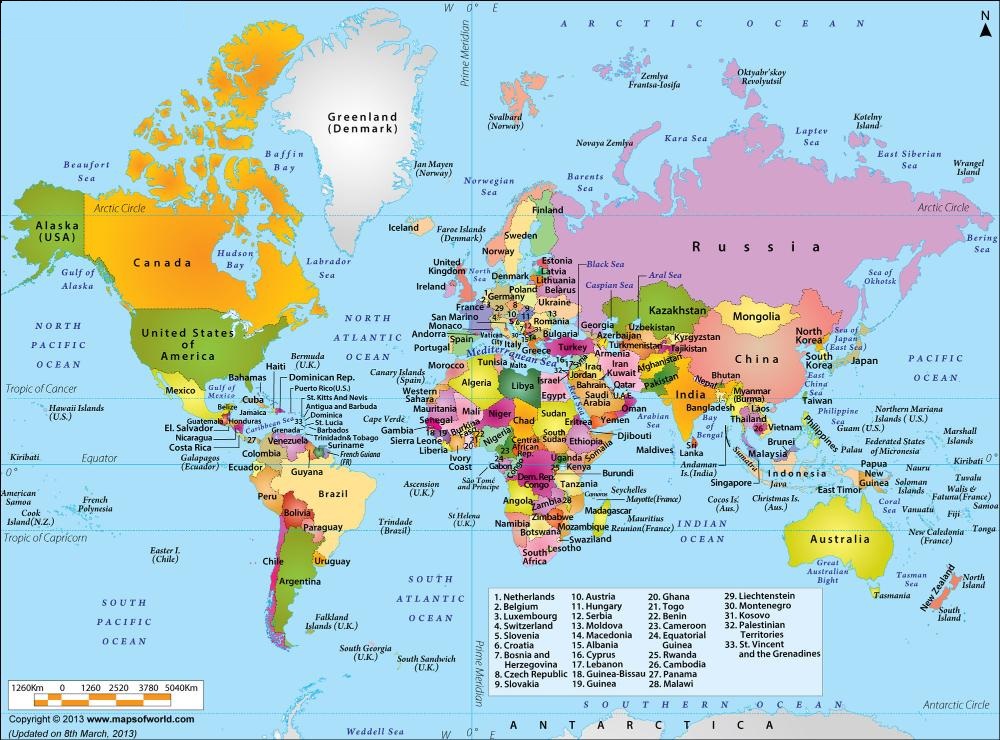 W 0° E
N
A R C T I C O C E A N
Prime Meridian
Greenland
(Denmark)
Svalbard
(Norway)
Zemlya
Frantsa-Iosifa
Oktyabr'skoy
Revolyutsil
Kotelny
Island
Novaya Zemlya
Kara Sea
Laptev
Sea
East Siberian
Sea
Wrangel
Island
Beaufort
Sea
Baffin
Bay
Jan Mayen
(Norway)
Norwegian
Sea
Barents
Sea
Arctic Circle
Arctic Circle
Alaska
(USA)
Canada
Hudson
Bay
Labrador
Sea
Gulf of
Alaska
Iceland
Faroe Islands
(Denmark)
Finland
Sweden
Norway
Russia
Bering
Sea
Sea of
Okhotsk
United
Kingdom
North
Sea
Ireland
Denmark
Estonia
Latvia
Lithuania
Belarus
Poland
Germany
Ukraine
France
Romania
San Marino
Monaco
Andorra
Portugal
Spain
Vatican
City
Italy
Bulgaria
Greece
Malta
Black Sea
Caspian Sea
Aral Sea
Kazakhstan
Mongolia
Georgia
Azerbaijan
Uzbekistan
Kyrgyzstan
Turkmenistan
Tajikistan
Armenia
Turkey
Mediterranean Sea
China
North
Korea
South
Korea
Sea of
Japan
(East Sea)
Japan
United States
of
America
NORTH
PACIFIC
OCEAN
NORTH
ATLANTIC
OCEAN
PACIFIC
OCEAN
Bermuda
(U.K.)
Tropic of Cancer
Hawaii Islands
(U.S.)
Mexico
Gulf of
Mexico
Bahamas
Haiti
Dominican Rep.
Puerto Rico(U.S.)
Cuba
St. Kitts And Nevis
Antigua and Barbuda
Dominica
St. Lucia
Barbados
Belize
Jamaica
Guatemala
Honduras
El. Salvador
Nicaragua
Costa Rica
Caribbean Sea
Grenada
Trinidad& Tobago
Suriname
French Guiana
(FR)
Venezuela
Colombia
Galapagos
(Ecuador)
Ecuador
Guyana
Canary Islands
(Spain)
Morocco
Tunisia
Western
Sahara
Algeria
Libya
Egypt
Israel
Jordan
Iraq
Iran
Kuwait
Bahrain
Qatar
Saudi
Arabia
U.A.E
Oman
Yemen
Red Sea
Afghanistan
Pakistan
India
Nepal
Bhutan
Bangladesh
Myanmar
(Burma)
Laos
Thailand
Vietnam
East
China
Sea
Taiwan
Philippine
Sea
Philippines
Northern Mariana
Islands ( U.S.)
Guam (U.S.)
Marshall
Islands
Federated States
of Micronesia
Palau
Cape Verde
Mauritania
Mali
Niger
Chad
Sudan
Eritrea
Senegal
Gambia
Burkina
Nigeria
Sierra Leone
Liberia
Ivory
Coast
Central
African
Rep.
South
Sudan
Ethiopia
Somalia
Djibouti
Arabian
Sea
Bay
of
Bengal
Maldives
Sri
Lanka
Andaman
Is.(India)
Brunei
Malaysia
Singapore
Sumatra
Indonesia
Java
East Timor
Papua
New
Guinea
Nauru
Kiribati
0°
Kiribati
0°
Equator
Gabon
Congo
São Tomé
and Príncipe
Dem. Rep.
Congo
Uganda
Kenya
Burundi
Tanzania
Seychelles
Comoros
Mayotte(France)
Angola
Zambia
Zimbabwe
Mozambique
Madagascar
Mauritius
Reunion(France)
Namibia
Botswana
Swaziland
Lesotho
South
Africa
American
Samoa
Cook
Island(N.Z.)
French
Polynesia
Peru
Brazil
Bolivia
Paraguay
Chile
Uruguay
Argentina
Ascension
(U.K.)
St Helena
(U.K.)
Trindade
(Brazil)
Tropic of Capricorn
Easter I.
(Chile)
Cocos Is.
(Aus.)
Christmas Is.
(Aus.)
INDIAN
OCEAN
Soloman
Islands
Tuvalu
Wallis &
Fatuna(France)
Samoa
Coral
Sea
Vanuatu
Fiji
Tonga
New Caledonia
(France)
Australia
Great
Australian
Bight
Tasman
Sea
Tasmania
New Zealand
North
Island
South
Island
SOUTH
PACIFIC
OCEAN
SOUTH
ATLANTIC
OCEAN
Falkland
Islands (U.K.)
South Georgia
(U.K.)
South Sandwich
(U.K.)
Prime Meridian
1. Netherlands
2. Belgium
3. Luxembourg
4. Switzerland
5. Slovenia
6. Croatia
7. Bosnia and
Herzegovina
8. Czech Republic
9. Slovakia
10. Austria
11. Hungary
12. Serbia
13. Moldova
14. Macedonia
15. Albania
16. Cyprus
17. Lebanon
18. Guinea-Bissau
19. Guinea
20. Ghana
21. Togo
22. Benin
23. Cameroon
24. Equatorial
Guinea
25. Rwanda
26. Cambodia
27. Panama
28. Malawi
29. Liechtenstein
30. Montenegro
31. Kosovo
32. Palestinian
Territories
33. St. Vincent
and the Grenadines
1260Km 0 1260 2520 3780 5040Km
Copyright © 2013 www.mapsofworld.com
(Updated on 8th March, 2013)
Weddell Sea
SOUTHERN OCEAN
Antarctic Circle
W 0° E
ANTARCTICA